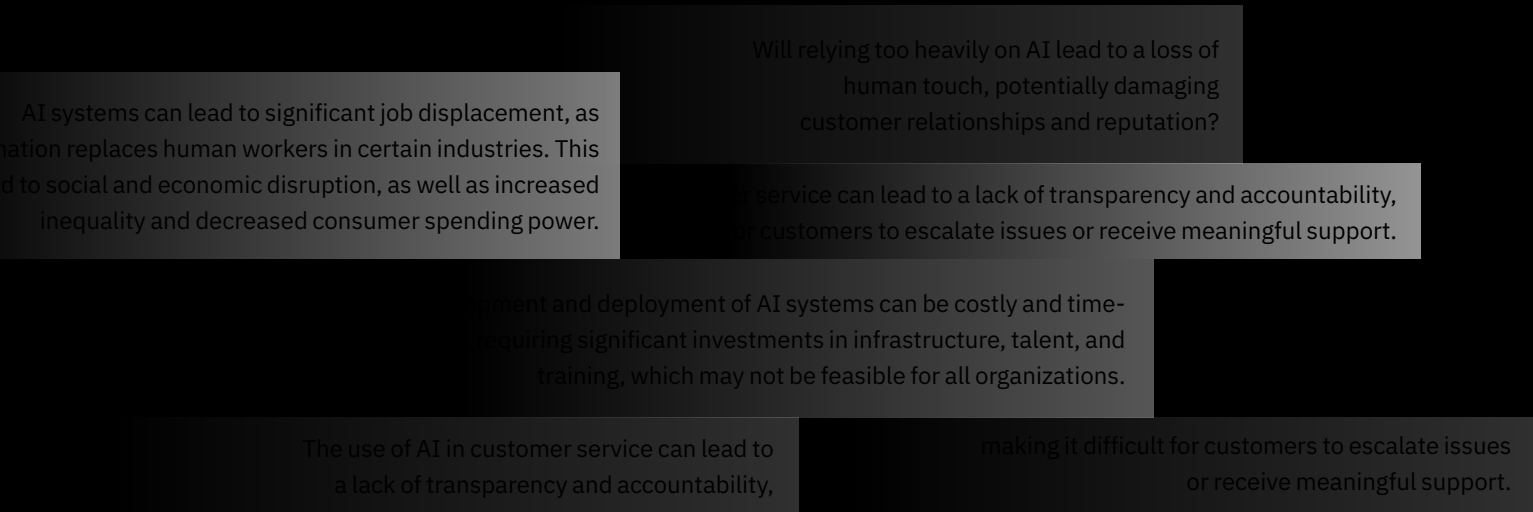 Will relying too heavily on AI lead to a loss of
human touch, potentially damaging
customer relationships and reputation?
AI systems can lead to significant job displacement, as
replaces human workers in certain industries. This
to social and economic disruption, as well as increased
inequality and decreased consumer spending power.
service can lead to a lack of transparency and accountability,
customers to escalate issues or receive meaningful support.
and deployment of AI systems can be costly and time-
requiring significant investments in infrastructure, talent, and
training, which may not be feasible for all organizations.
The use of AI in customer service can lead to
a lack of transparency and accountability,
making it difficult for customers to escalate issues
or receive meaningful support.